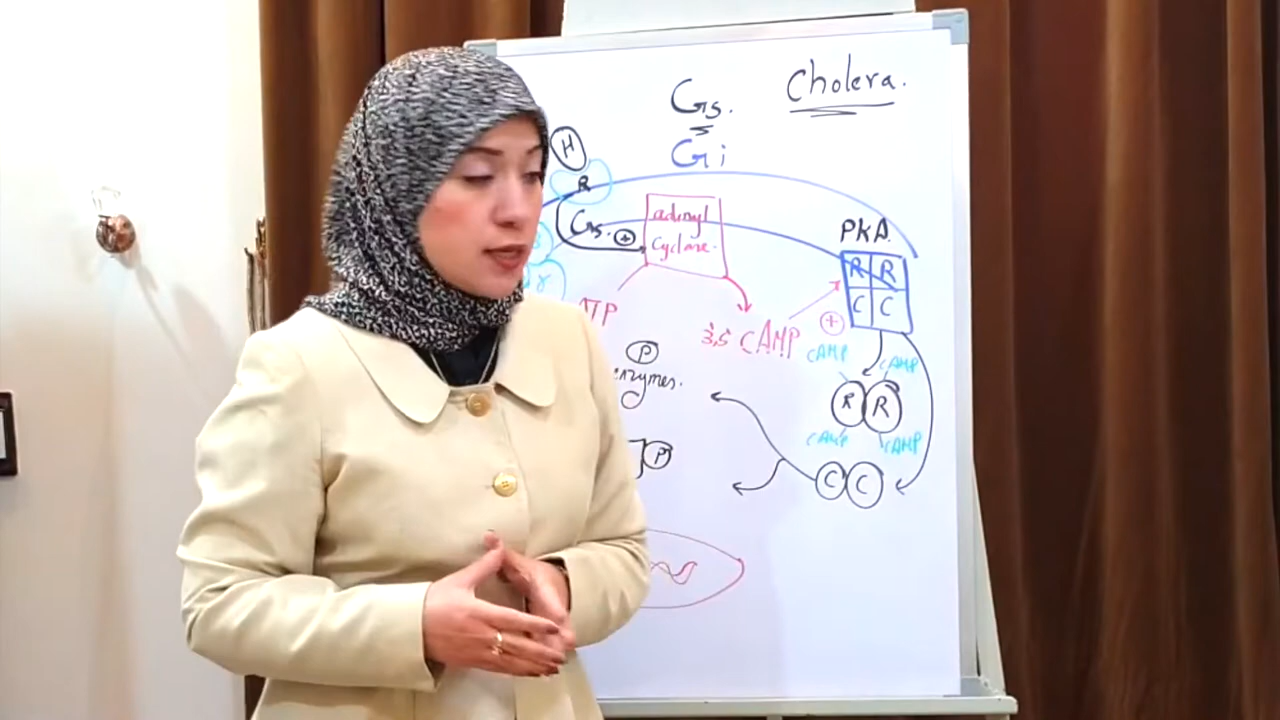 Gs.
Cholera.
Gi
H
R
Gs. +
adenyl
cyclase.
PKA.
R R
C C
ATP
3,5 cAMP
+
cAMP cAMP
P
enzymes.
R R
cAMP cAMP
P
C C